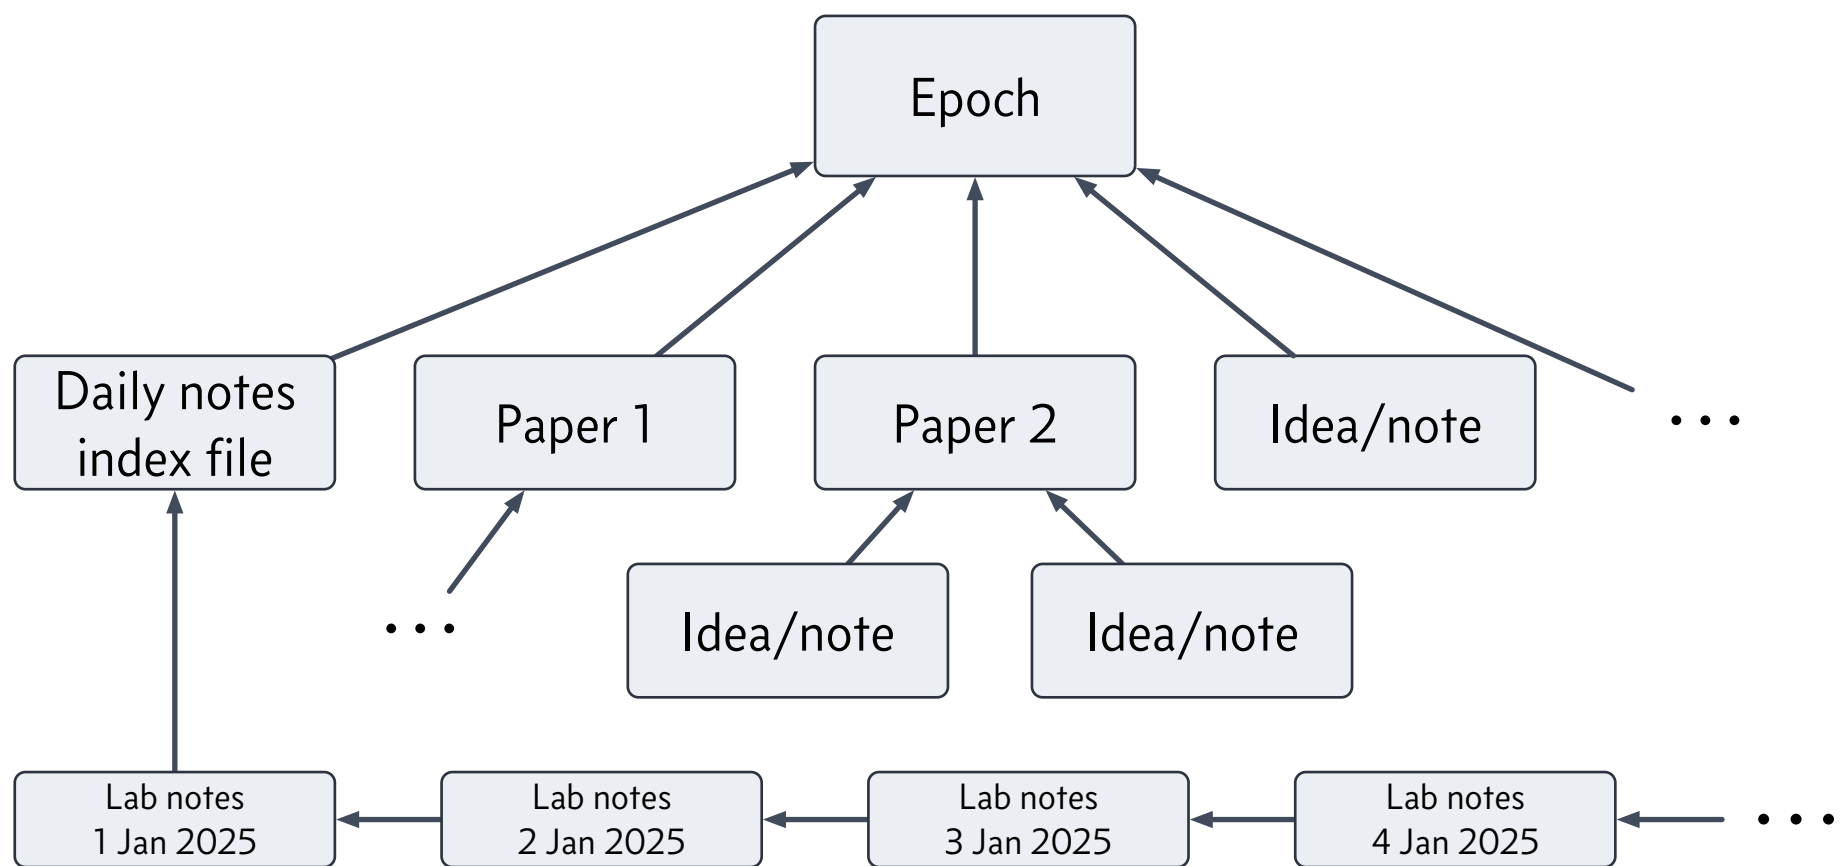 Epoch
Daily notes
index file
Paper 1
Paper 2
Idea/note
...
...
Idea/note
Idea/note
Lab notes
1 Jan 2025
Lab notes
2 Jan 2025
Lab notes
3 Jan 2025
Lab notes
4 Jan 2025
...